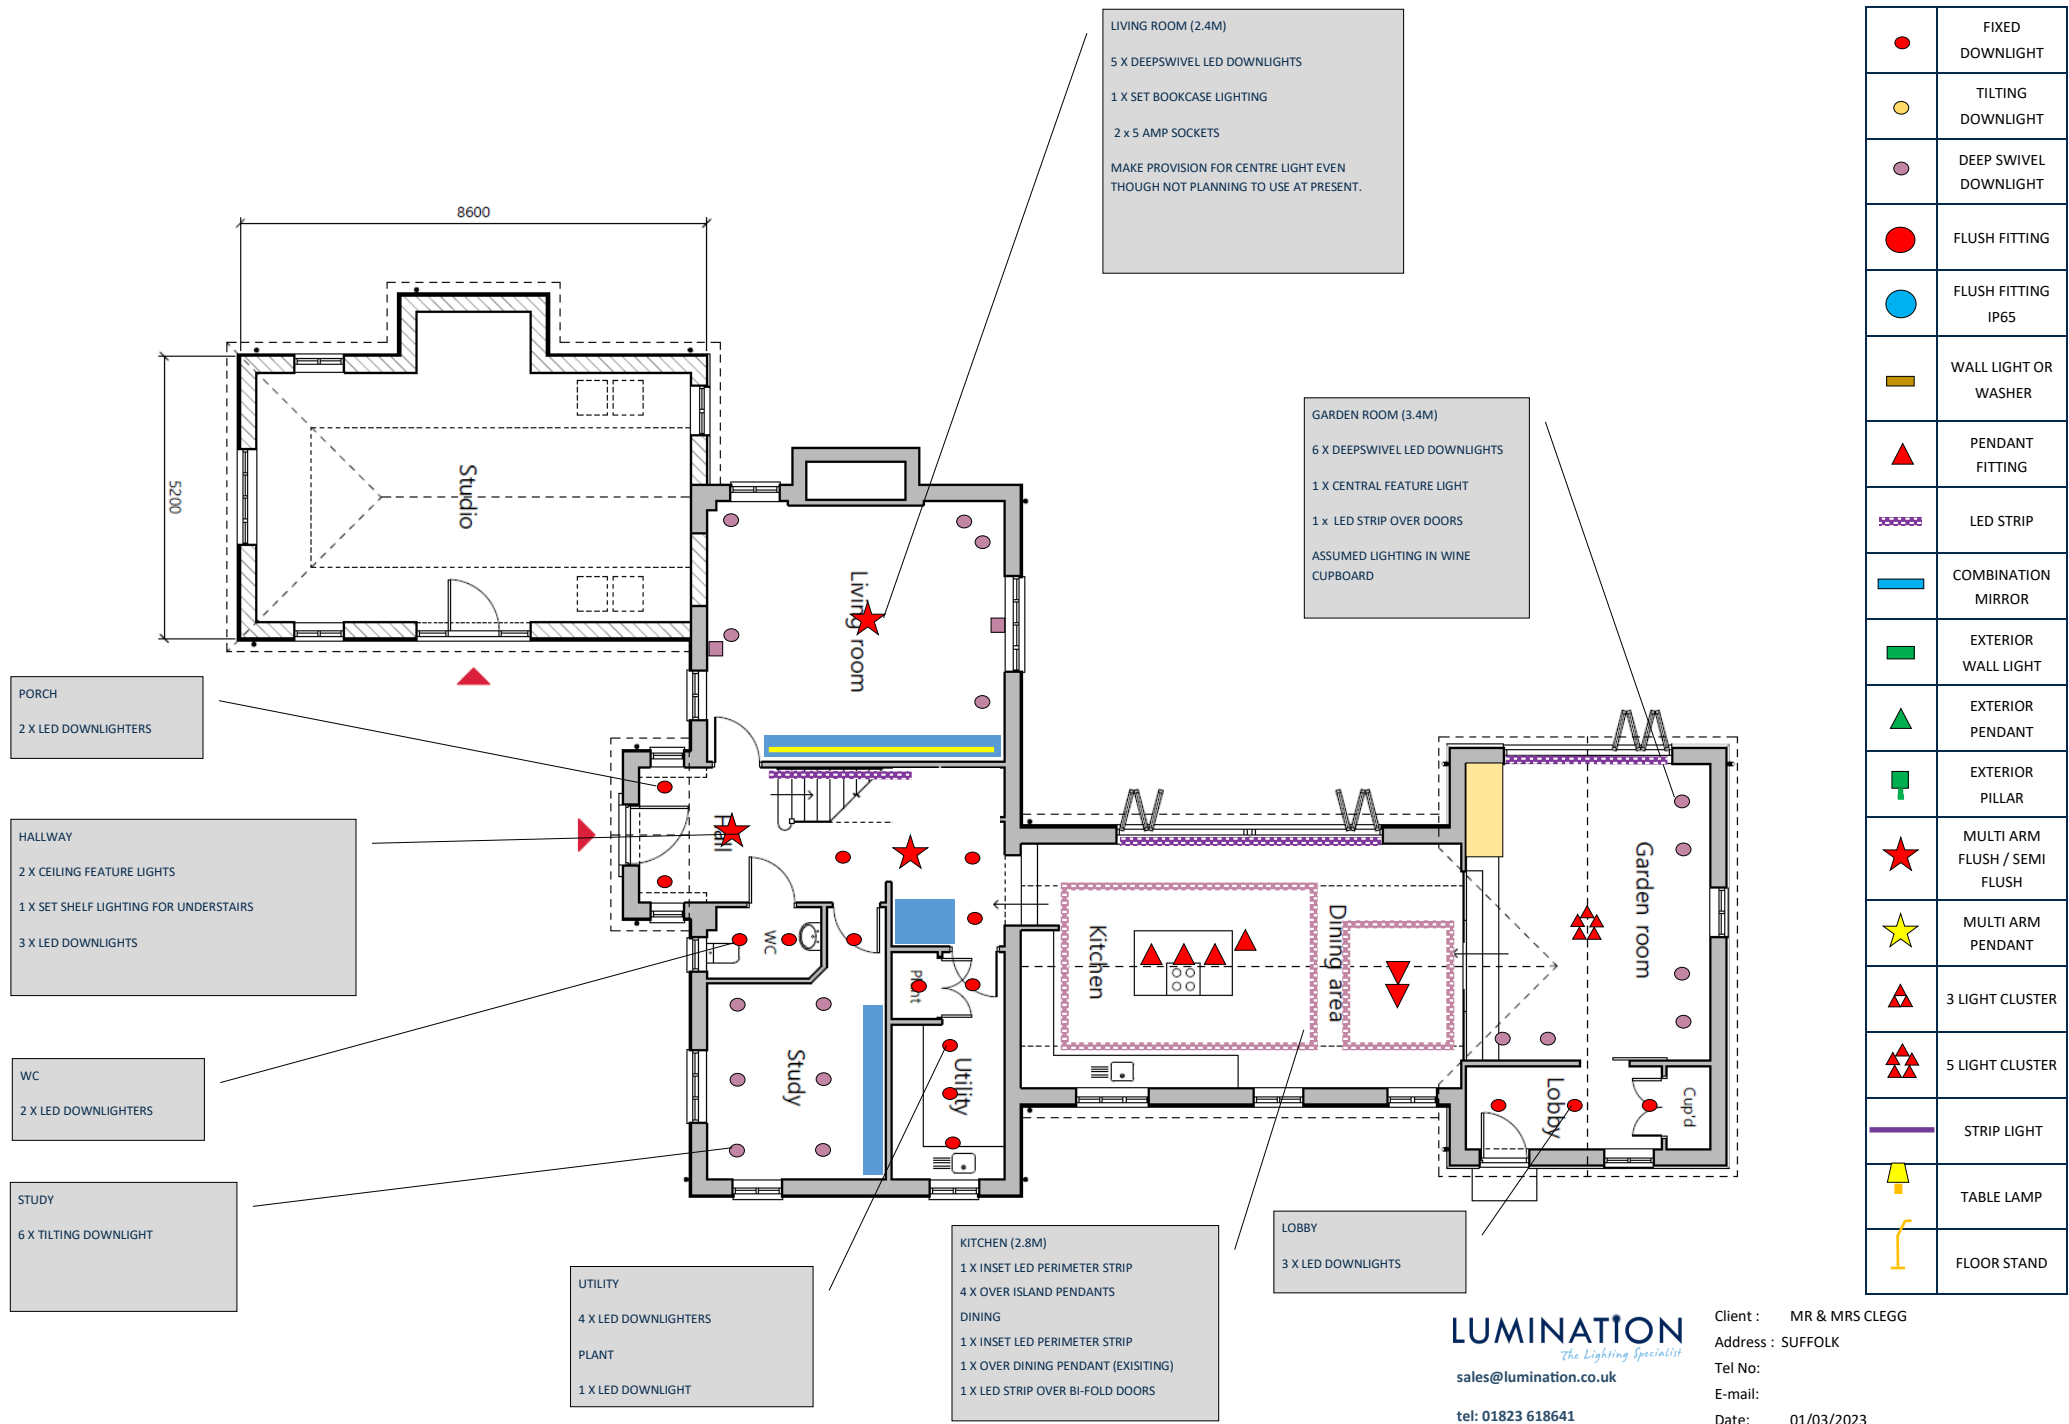 LIVING ROOM (2.4M)
5 X DEEPSWIVEL LED DOWNLIGHTS
1 X SET BOOKCASE LIGHTING
2 x 5 AMP SOCKETS
MAKE PROVISION FOR CENTRE LIGHT EVEN
THOUGH NOT PLANNING TO USE AT PRESENT.
8600
5200
Studio
Living room
GARDEN ROOM (3.4M)
6 X DEEPSWIVEL LED DOWNLIGHTS
1 X CENTRAL FEATURE LIGHT
1 x LED STRIP OVER DOORS
ASSUMED LIGHTING IN WINE
CUPBOARD
PORCH
2 X LED DOWNLIGHTERS
HALLWAY
2 X CEILING FEATURE LIGHTS
1 X SET SHELF LIGHTING FOR UNDERSTAIRS
3 X LED DOWNLIGHTS
Hall
WC
Plant
Kitchen
Dining area
Garden room
Study
Utility
Lobby
Cup'd
WC
2 X LED DOWNLIGHTERS
STUDY
6 X TILTING DOWNLIGHT
UTILITY
4 X LED DOWNLIGHTERS
PLANT
1 X LED DOWNLIGHT
KITCHEN (2.8M)
1 X INSET LED PERIMETER STRIP
4 X OVER ISLAND PENDANTS
DINING
1 X INSET LED PERIMETER STRIP
1 X OVER DINING PENDANT (EXISITING)
1 X LED STRIP OVER BI-FOLD DOORS
LOBBY
3 X LED DOWNLIGHTS
FIXED
DOWNLIGHT
TILTING
DOWNLIGHT
DEEP SWIVEL
DOWNLIGHT
FLUSH FITTING
FLUSH FITTING
IP65
WALL LIGHT OR
WASHER
PENDANT
FITTING
LED STRIP
COMBINATION
MIRROR
EXTERIOR
WALL LIGHT
EXTERIOR
PENDANT
EXTERIOR
PILLAR
MULTI ARM
FLUSH / SEMI
FLUSH
MULTI ARM
PENDANT
3 LIGHT CLUSTER
5 LIGHT CLUSTER
STRIP LIGHT
TABLE LAMP
FLOOR STAND
LUMINATION
The Lighting Specialist
sales@lumination.co.uk
tel: 01823 618641
Client : MR & MRS CLEGG
Address : SUFFOLK
Tel No:
E-mail:
Date: 01/03/2023